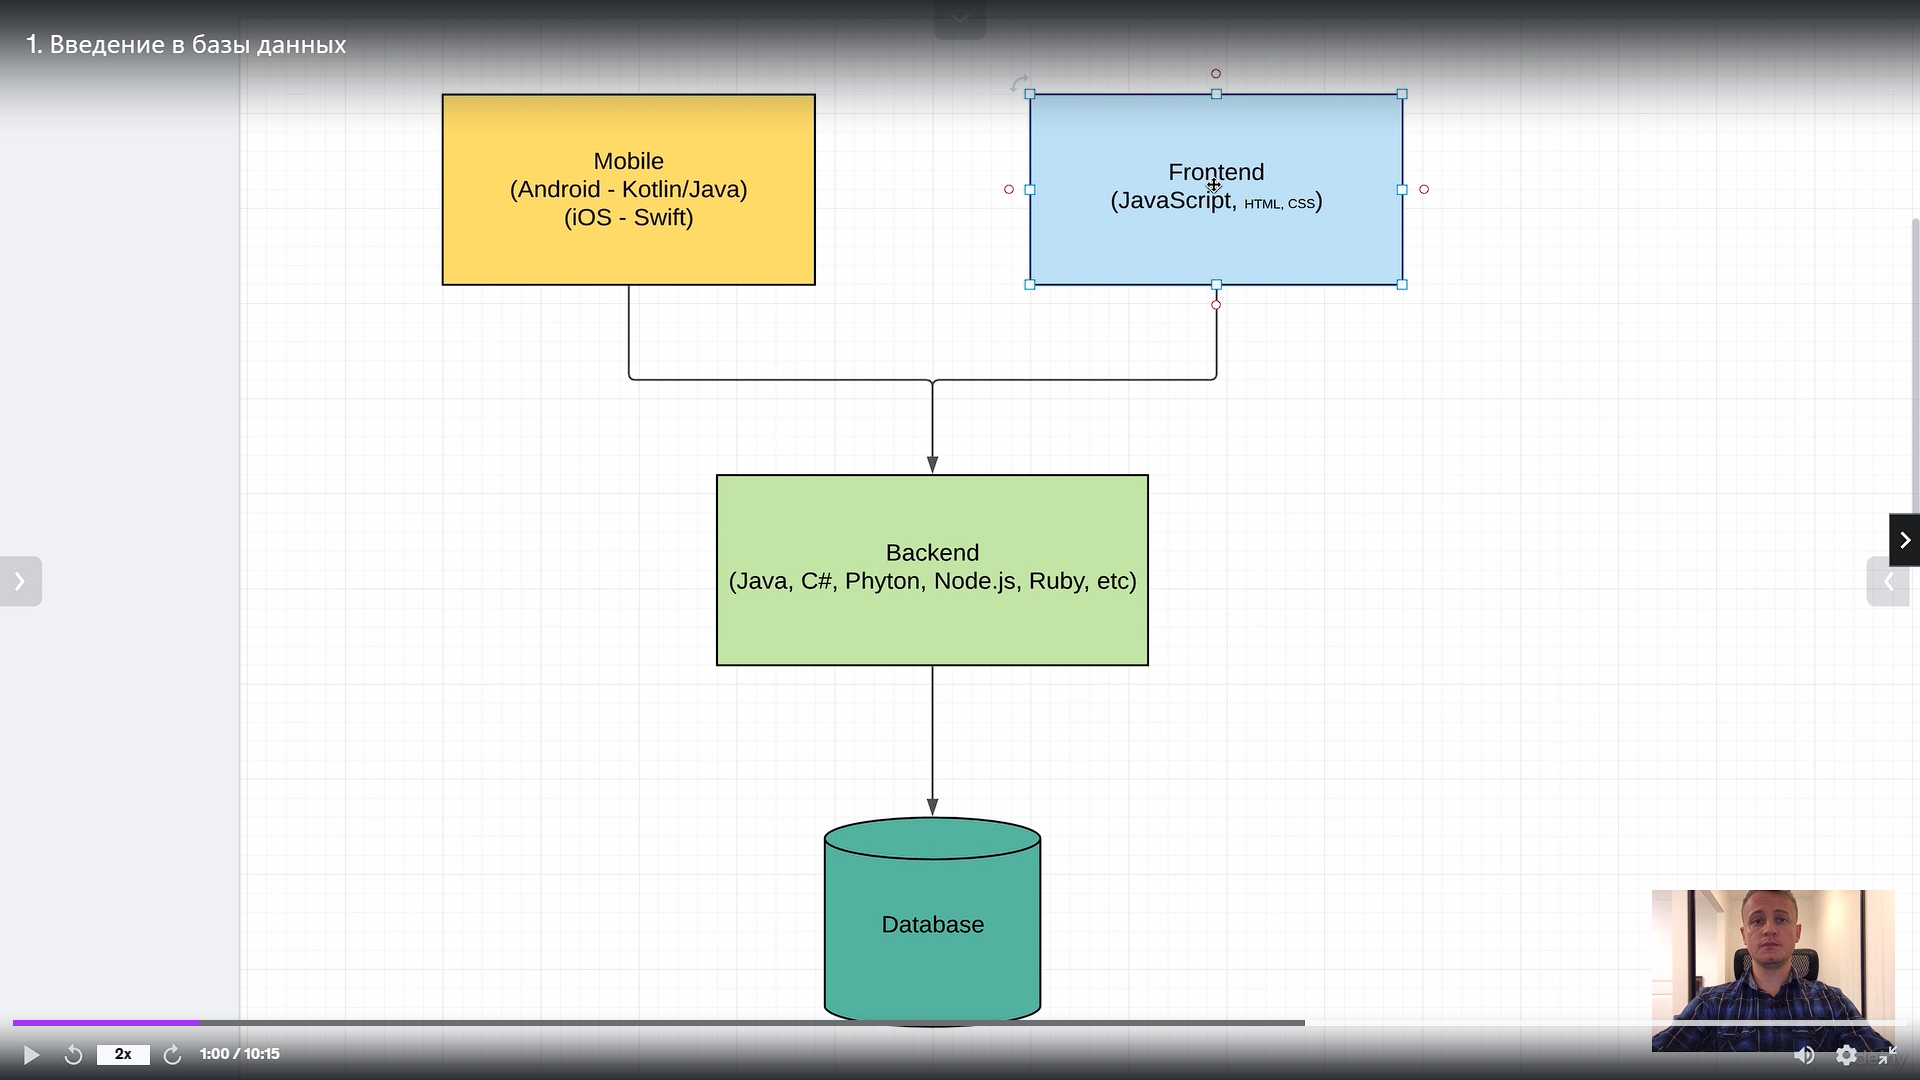 1. Введение в базы данных
Mobile
(Android - Kotlin/Java)
(iOS - Swift)
Frontend
(JavaScript, HTML, CSS)
Backend
(Java, C#, Phyton, Node.js, Ruby, etc)
Database
2x
1:00 / 10:15